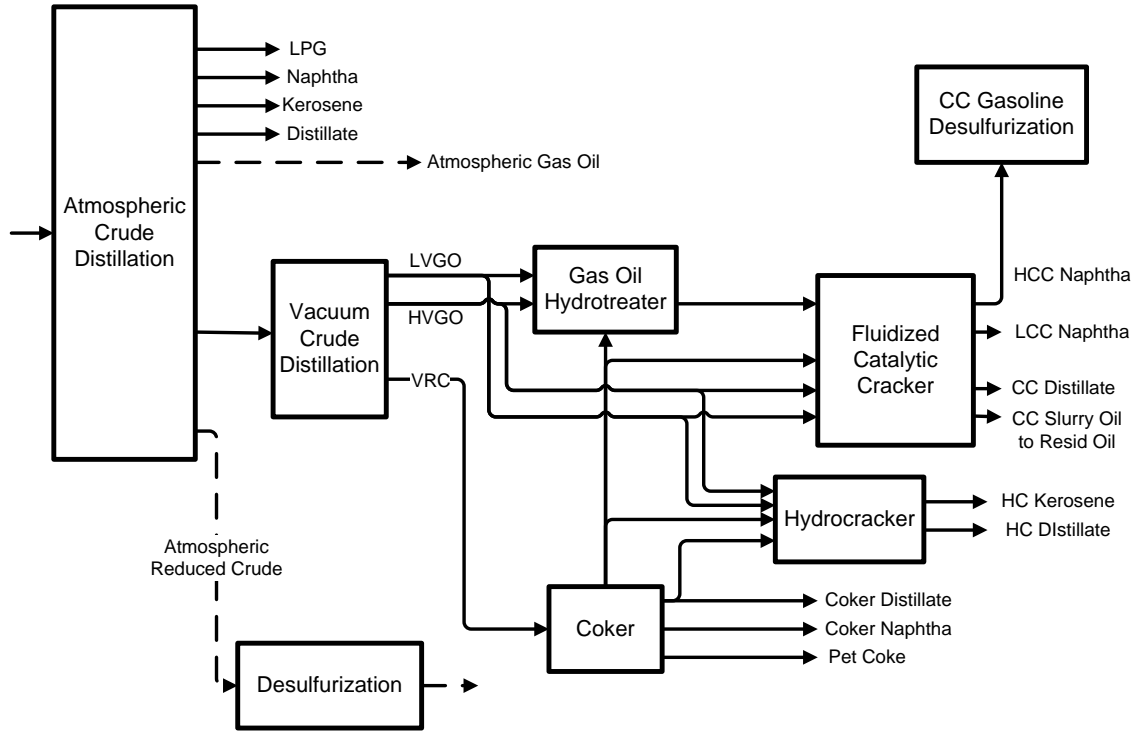 LPG
Naphtha
Kerosene
Distillate
Atmospheric Gas Oil
Atmospheric
Crude
Distillation
CC Gasoline
Desulfurization
LVGO
HVGO
VRC
Vacuum
Crude
Distillation
Gas Oil
Hydrotreater
Fluidized
Catalytic
Cracker
HCC Naphtha
LCC Naphtha
CC Distillate
CC Slurry Oil
to Resid Oil
Hydrocracker
HC Kerosene
HC DIstillate
Atmospheric
Reduced Crude
Coker
Coker Distillate
Coker Naphtha
Pet Coke
Desulfurization